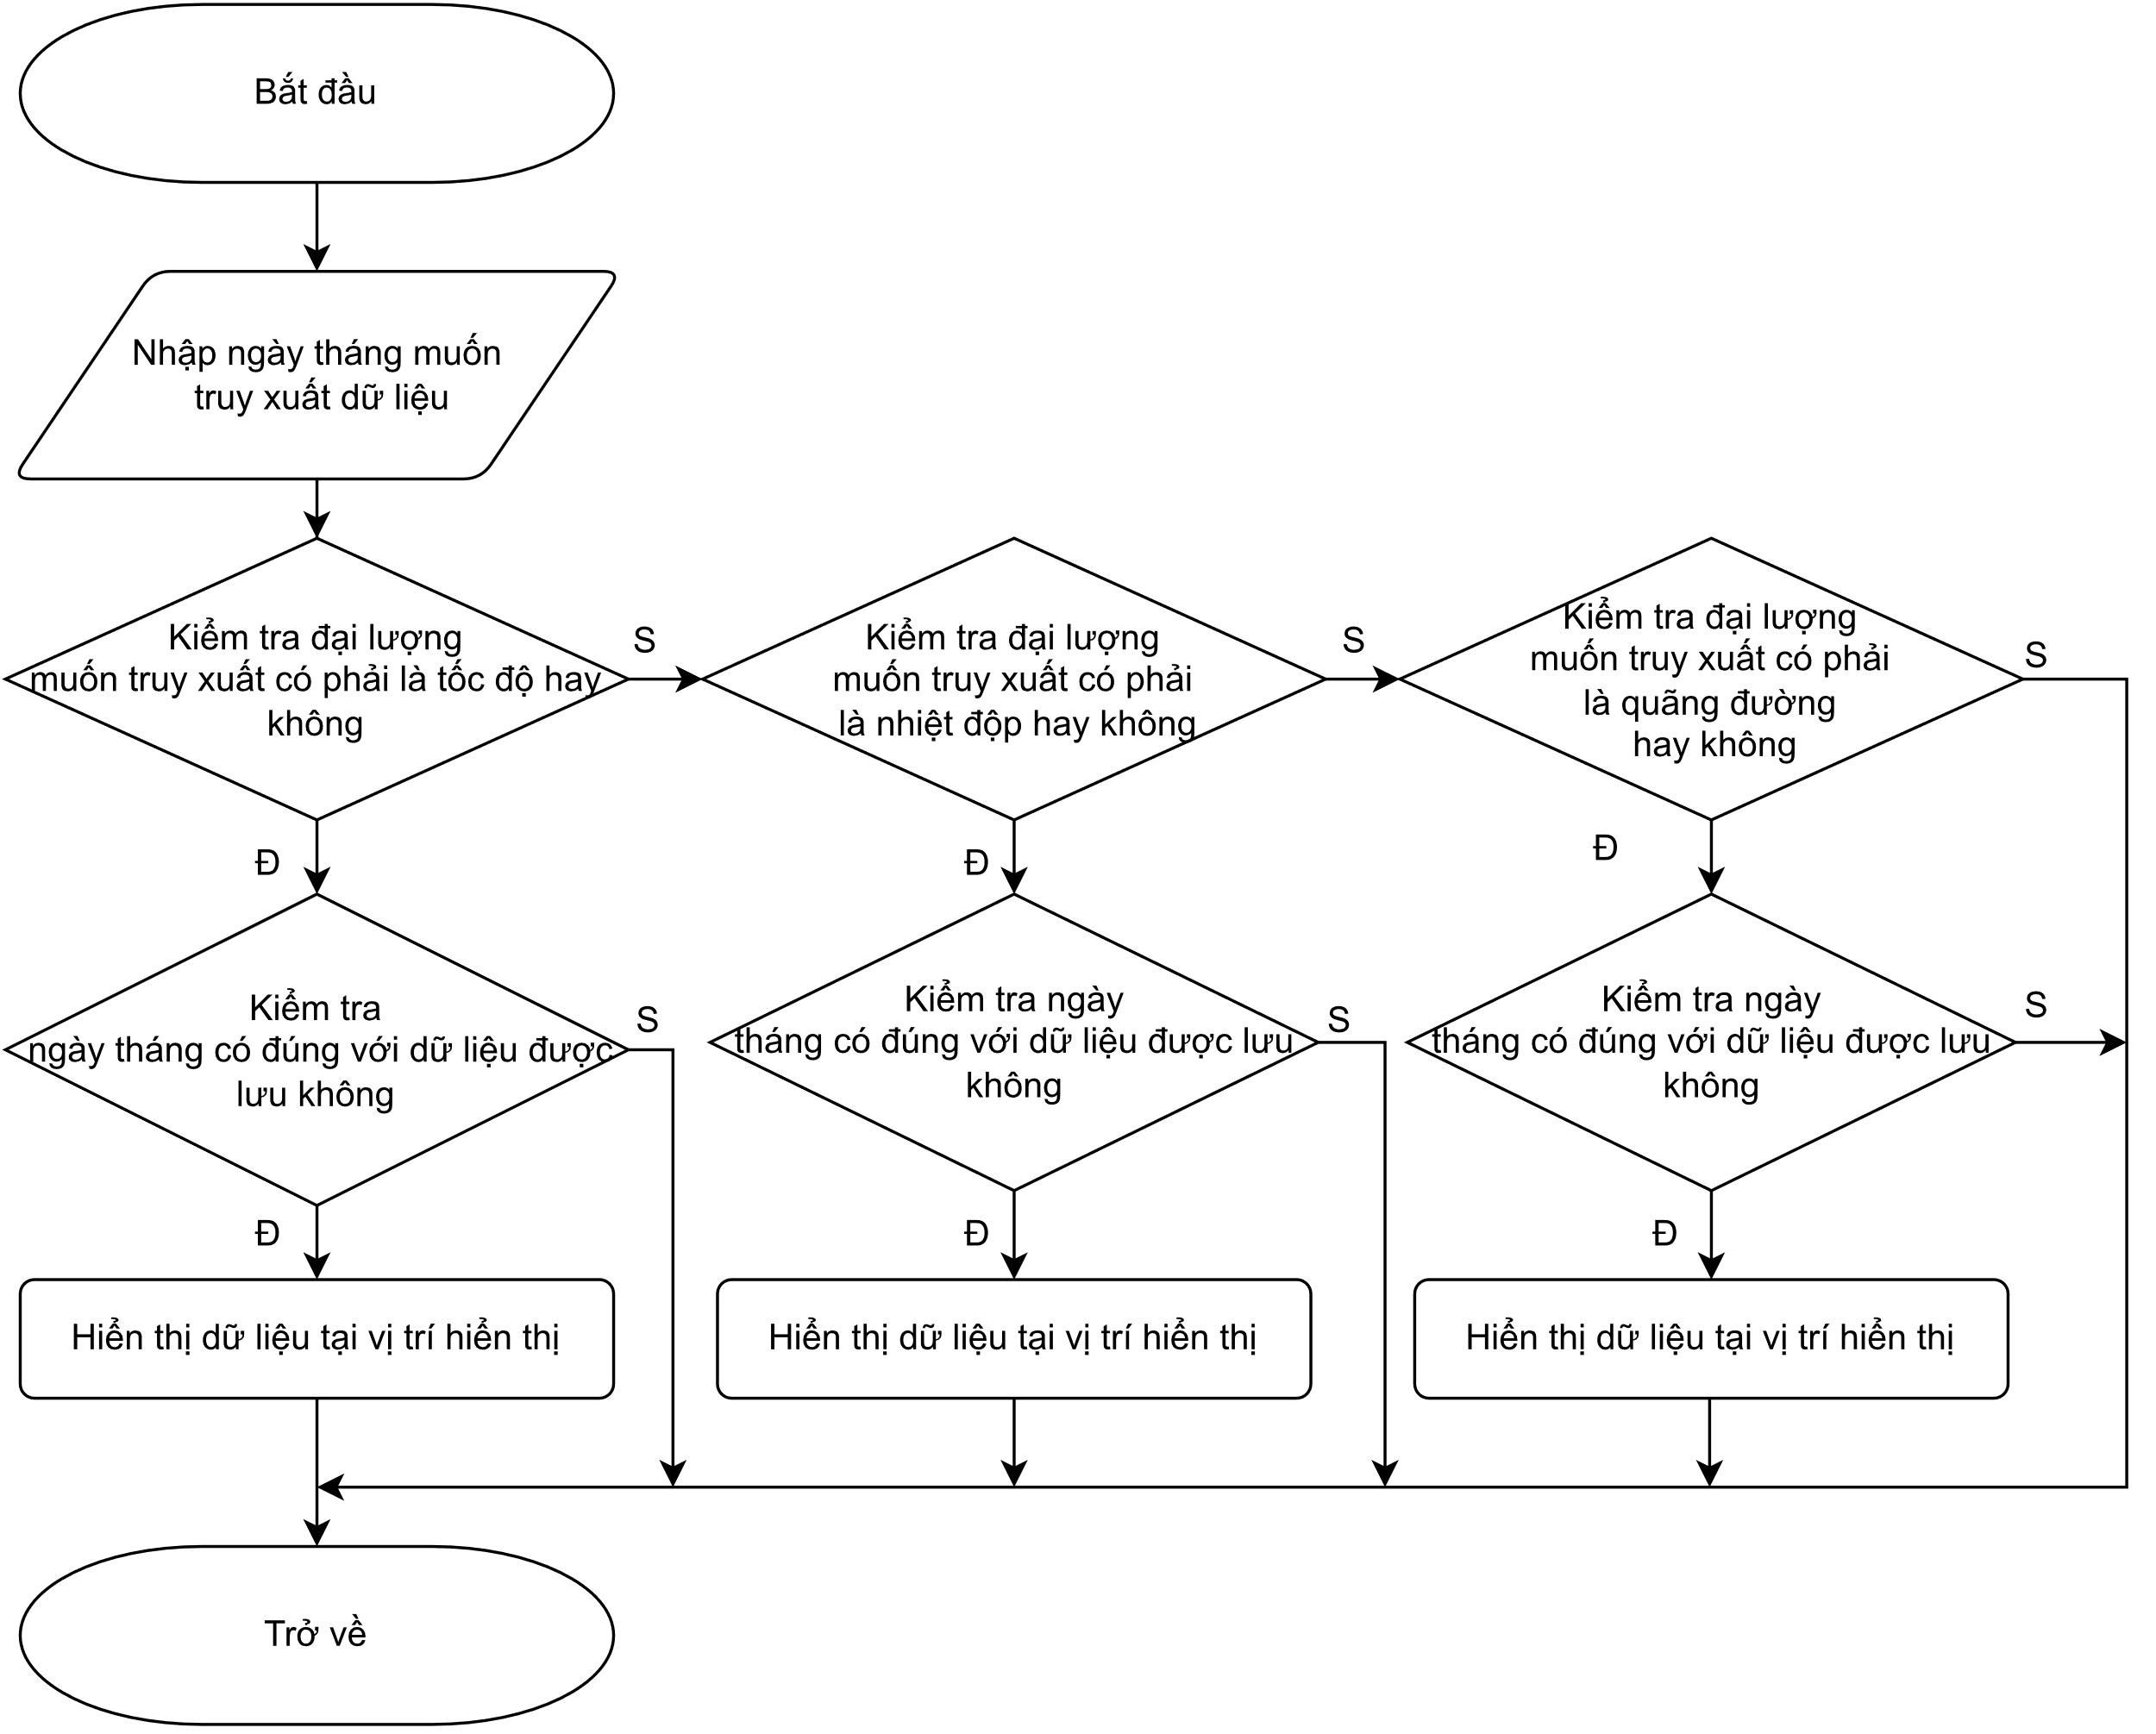 Bắt đầu
Nhập ngày tháng muốn
truy xuất dữ liệu
Kiểm tra đại lượng
muốn truy xuất có phải là tốc độ hay
không
S
Kiểm tra đại lượng
muốn truy xuất có phải
là nhiệt độp hay không
S
Kiểm tra đại lượng
muốn truy xuất có phải
là quãng đường
hay không
S
Đ
Đ
Đ
Kiểm tra
ngày tháng có đúng với dữ liệu được
lưu không
S
Kiểm tra ngày
tháng có đúng với dữ liệu được lưu
không
S
Kiểm tra ngày
tháng có đúng với dữ liệu được lưu
không
S
Đ
Đ
Đ
Hiển thị dữ liệu tại vị trí hiển thị
Hiển thị dữ liệu tại vị trí hiển thị
Hiển thị dữ liệu tại vị trí hiển thị
Trở về